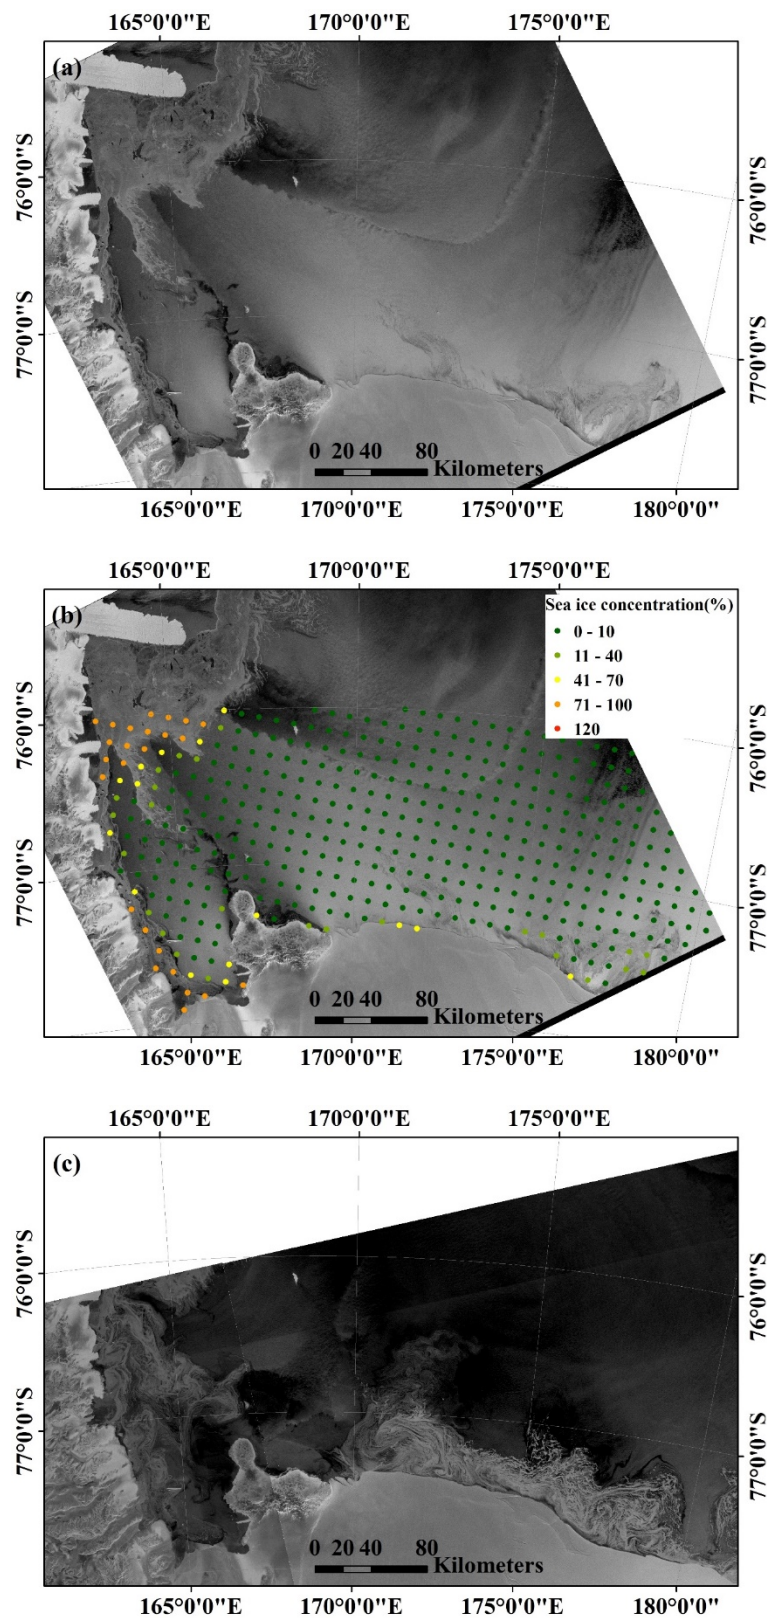 165°0'0"E 170°0'0"E 175°0'0"E
(a)
76°0'0"S
76°0'0"S
77°0'0"S
77°0'0"S
0 20 40 80
Kilometers
165°0'0"E 170°0'0"E 175°0'0"E 180°0'0"
165°0'0"E 170°0'0"E 175°0'0"E
(b)
Sea ice concentration(%)
0 - 10
11 - 40
41 - 70
71 - 100
120
76°0'0"S
76°0'0"S
77°0'0"S
77°0'0"S
0 20 40 80
Kilometers
165°0'0"E 170°0'0"E 175°0'0"E 180°0'0"
165°0'0"E 170°0'0"E 175°0'0"E
(c)
76°0'0"S
76°0'0"S
77°0'0"S
77°0'0"S
0 20 40 80
Kilometers
165°0'0"E 170°0'0"E 175°0'0"E 180°0'0"